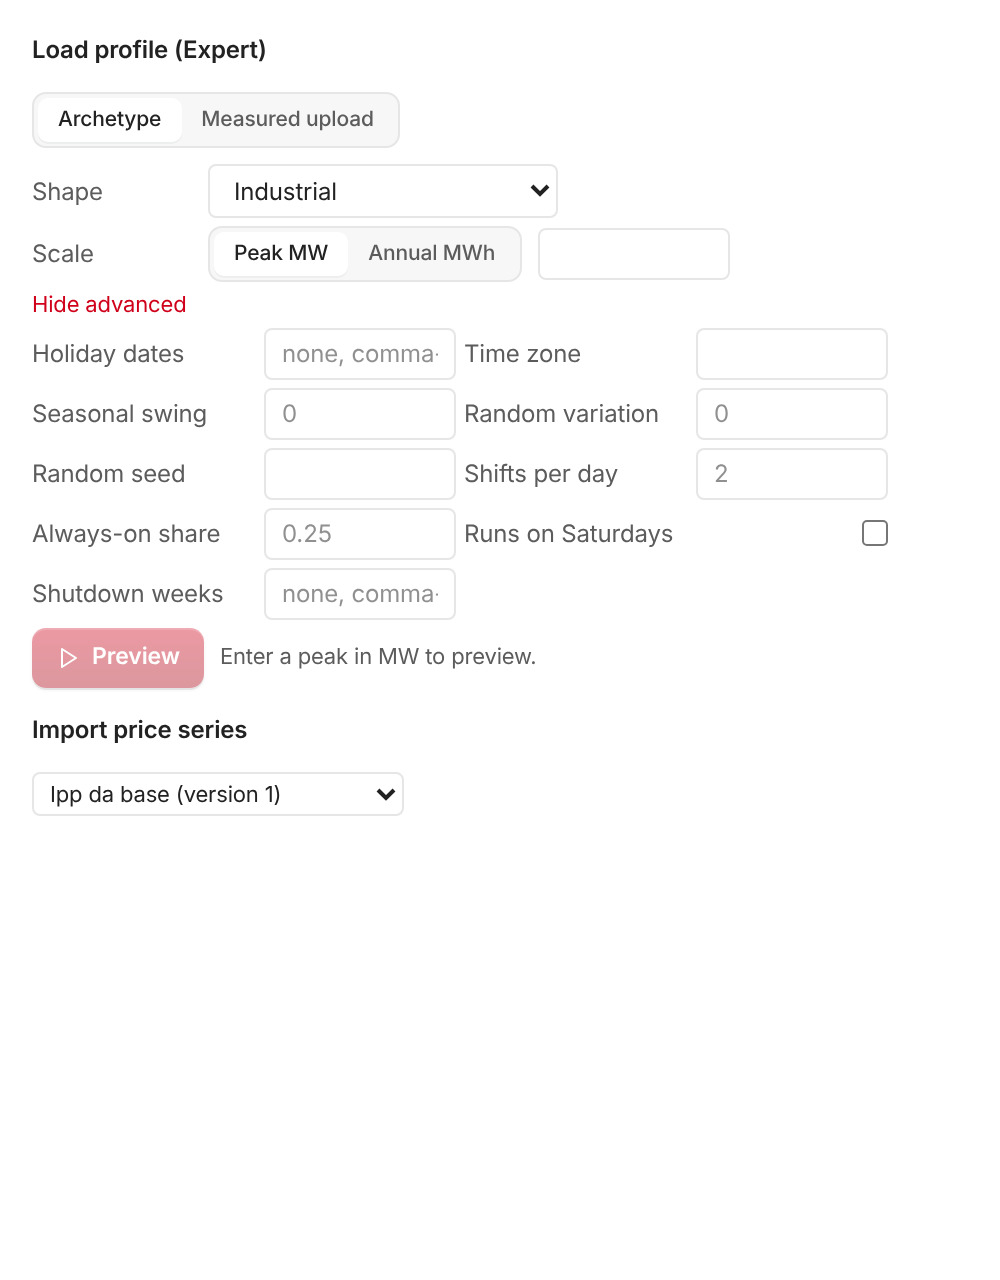 Load profile (Expert)
Archetype Measured upload
Shape Industrial
Scale Peak MW Annual MWh
Hide advanced
Holiday dates none, comma- Time zone
Seasonal swing 0 Random variation 0
Random seed Shifts per day 2
Always-on share 0.25 Runs on Saturdays
Shutdown weeks none, comma-
Preview Enter a peak in MW to preview.
Import price series
Ipp da base (version 1)